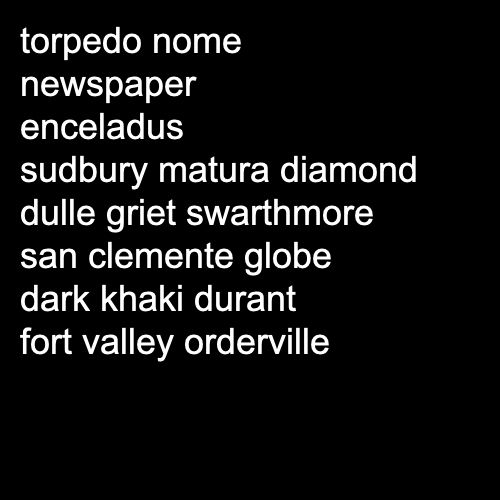 torpedo nome
newspaper
enceladus
sudbury matura diamond
dulle griet swarthmore
san clemente globe
dark khaki durant
fort valley orderville